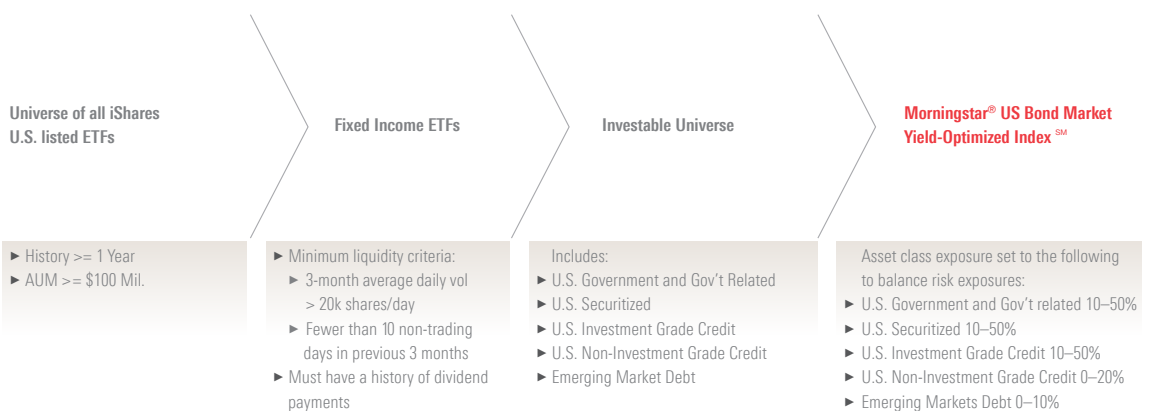 Universe of all iShares
U.S. listed ETFs
Fixed Income ETFs
Investable Universe
Morningstar® US Bond Market
Yield-Optimized Index ℠
► History >= 1 Year
► AUM >= $100 Mil.
► Minimum liquidity criteria:
► 3-month average daily vol
> 20k shares/day
► Fewer than 10 non-trading
days in previous 3 months
► Must have a history of dividend
payments
Includes:
► U.S. Government and Gov't Related
► U.S. Securitized
► U.S. Investment Grade Credit
► U.S. Non-Investment Grade Credit
► Emerging Market Debt
Asset class exposure set to the following
to balance risk exposures:
► U.S. Government and Gov't related 10–50%
► U.S. Securitized 10–50%
► U.S. Investment Grade Credit 10–50%
► U.S. Non-Investment Grade Credit 0–20%
► Emerging Markets Debt 0–10%